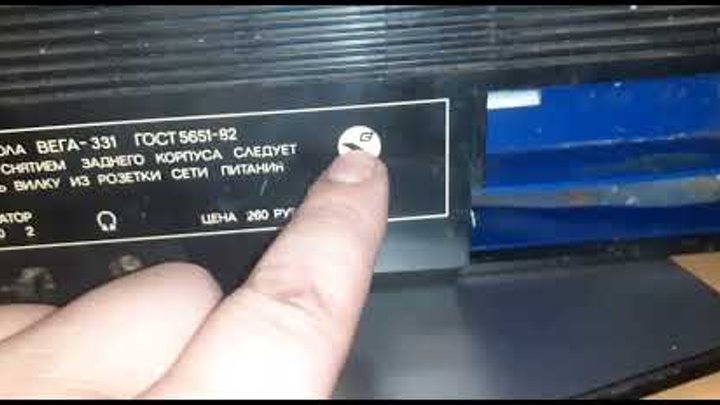 ОЛА ВЕГА-331 ГОСТ 5651-82
СНЯТИЕМ ЗАДНЕГО КОРПУСА СЛЕДУЕТ
Ь ВИЛКУ ИЗ РОЗЕТКИ СЕТИ ПИТАНИЯ
АТОР
2 ЦЕНА 260 РУ